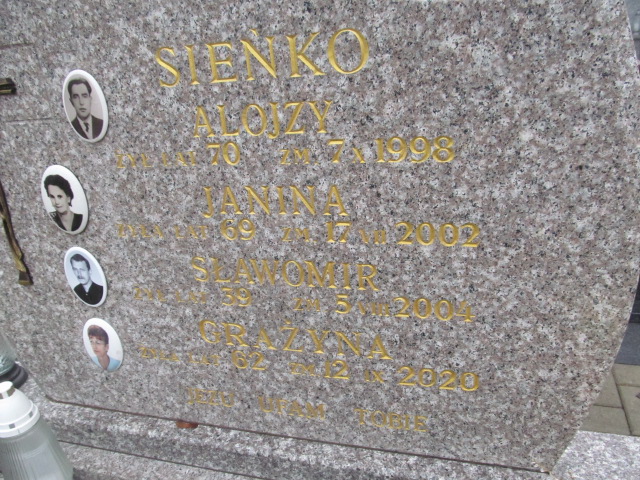 SIEŃKO
ALOJZY
ŻYŁ LAT 70 ZM. 7 X 1998
JANINA
ŻYŁA LAT 69 ZM. 17 VII 2002
SŁAWOMIR
ŻYŁ LAT 39 ZM. 5 VIII 2004
GRAŻYNA
ŻYŁA LAT 62 ZM. 12 IX 2020
JEZU UFAM TOBIE